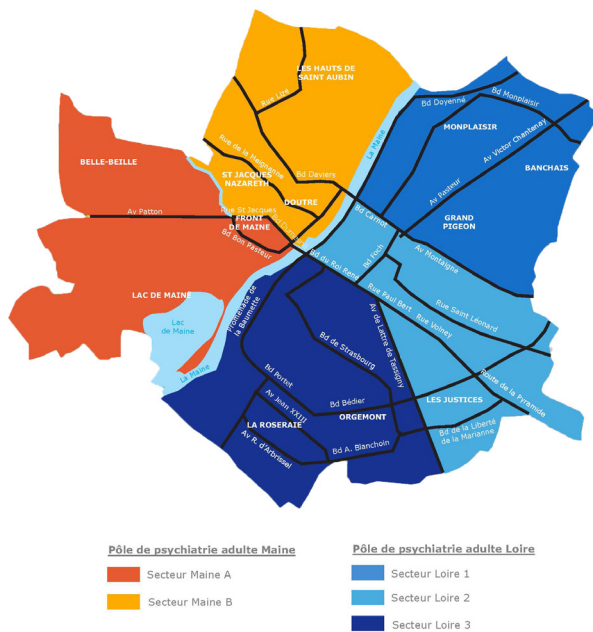 LES HAUTS DE
SAINT AUBIN
Rue Lize
Bd Doyenné
Bd Monplaisir
La Maine
MONPLAISIR
Av Victor Chatenay
Rue de la Meignanne
BELLE-BEILLE
BANCHAIS
ST JACQUES
NAZARETH
Bd Daviers
Av Pasteur
DOUTRE
Av Patton
Rue St Jacques
FRONT
DE MAINE
Bd Carnot
GRAND
PIGEON
Bd Bon Pasteur
Bd du Roi René
Bd Foch
Av Montaigne
LAC DE MAINE
Promenade de
la Baumette
Rue Paul Bert
Rue Volney
Rue Saint Léonard
Lac
de Maine
Av de Lattre de Tassigny
Bd de Strasbourg
La Maine
Bd Portet
Route de la Pyramide
Av Jean XXIII
Bd Bédier
LES JUSTICES
LA ROSERAIE
ORGEMONT
Bd de la Liberté
de la Marianne
Av R. d'Arbrissel
Bd A. Blanchoin
Pôle de psychiatrie adulte Maine
Secteur Maine A
Secteur Maine B
Pôle de psychiatrie adulte Loire
Secteur Loire 1
Secteur Loire 2
Secteur Loire 3